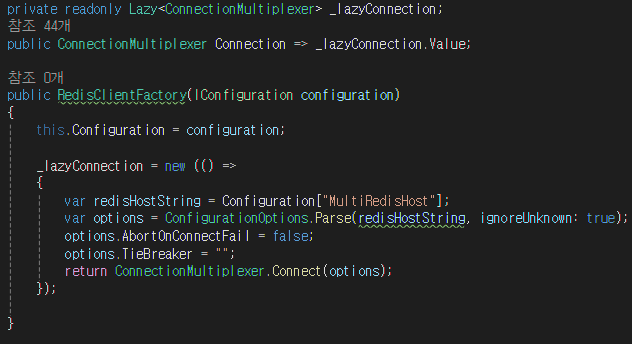 private readonly Lazy<ConnectionMultiplexer> _lazyConnection;
참조 44개
public ConnectionMultiplexer Connection => _lazyConnection.Value;
참조 0개
public RedisClientFactory(IConfiguration configuration)
{
this.Configuration = configuration;
_lazyConnection = new (() =>
{
var redisHostString = Configuration["MultiRedisHost"];
var options = ConfigurationOptions.Parse(redisHostString, ignoreUnknown: true);
options.AbortOnConnectFail = false;
options.TieBreaker = "";
return ConnectionMultiplexer.Connect(options);
});
}